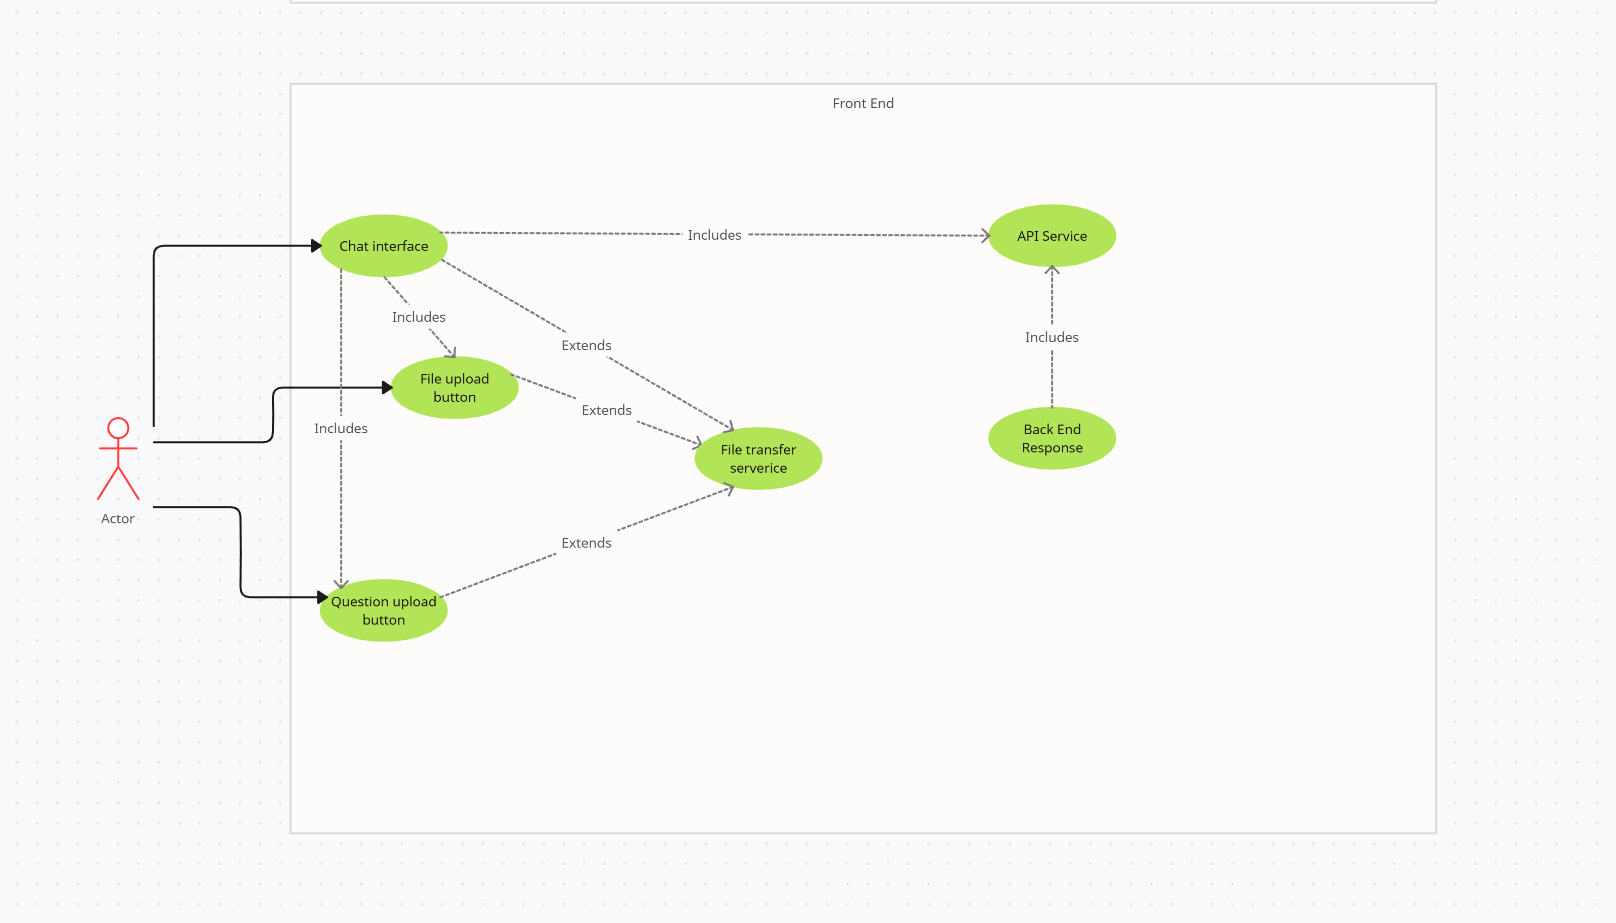 Front End
Chat interface
Includes
API Service
Includes
Extends
Includes
File upload
button
Extends
Includes
File transfer
serverice
Back End
Response
Actor
Extends
Question upload
button